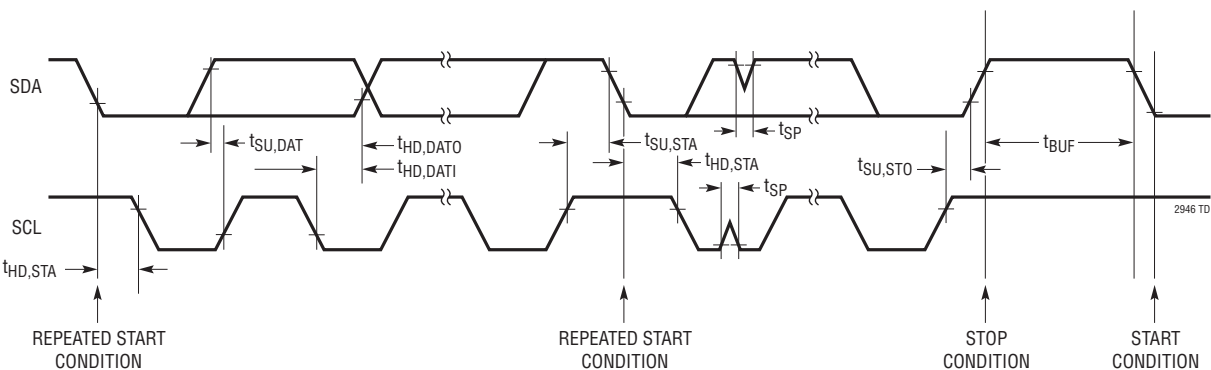 SDA
tSU,DAT
tHD,DATO
tHD,DATI
tSU,STA
tHD,STA
tSP
tSP
tSU,STO
tBUF
SCL
tHD,STA
2946 TD
REPEATED START
CONDITION
REPEATED START
CONDITION
STOP
CONDITION
START
CONDITION